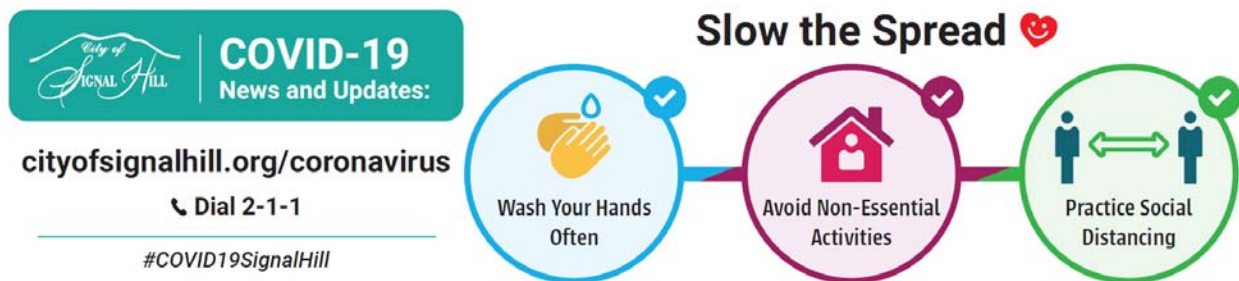 City of
Signal Hill
COVID-19
News and Updates:
cityofsignalhill.org/coronavirus
Dial 2-1-1
#COVID19SignalHill
Slow the Spread
Wash Your Hands
Often
Avoid Non-Essential
Activities
Practice Social
Distancing